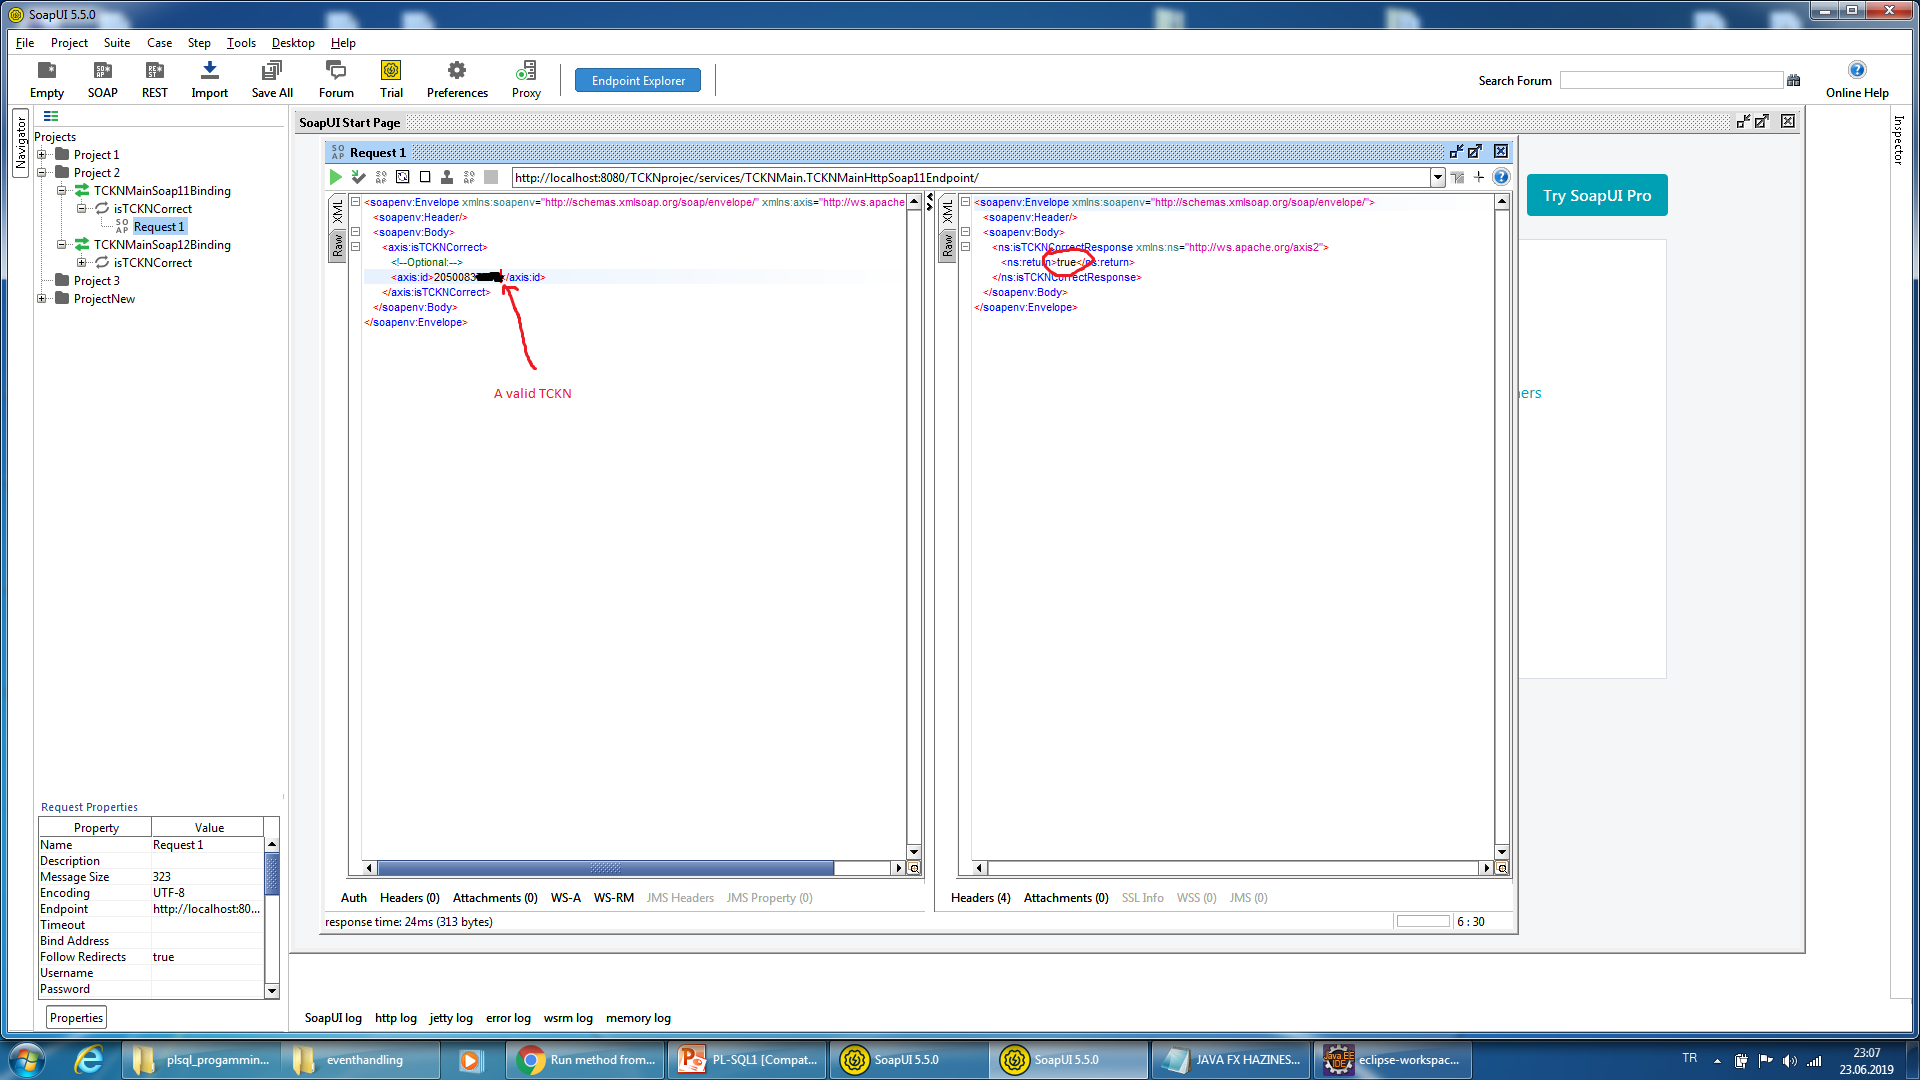 SoapUI 5.5.0
File Project Suite Case Step Tools Desktop Help
Empty SOAP REST Import Save All Forum Trial Preferences Proxy Endpoint Explorer Search Forum Online Help
Navigator
Inspector
Projects
Project 1
Project 2
TCKNMainSoap11Binding
isTCKNCorrect
Request 1
TCKNMainSoap12Binding
isTCKNCorrect
Project 3
ProjectNew
SoapUI Start Page
Request 1
http://localhost:8080/TCKNprojec/services/TCKNMain.TCKNMainHttpSoap11Endpoint/
XML
Raw
<soapenv:Envelope xmlns:soapenv="http://schemas.xmlsoap.org/soap/envelope/" xmlns:axis="http://ws.apache
<soapenv:Header/>
<soapenv:Body>
<axis:isTCKNCorrect>
<!--Optional:-->
<axis:id>2050083 </axis:id>
</axis:isTCKNCorrect>
</soapenv:Body>
</soapenv:Envelope>
A valid TCKN
XML
Raw
<soapenv:Envelope xmlns:soapenv="http://schemas.xmlsoap.org/soap/envelope/">
<soapenv:Header/>
<soapenv:Body>
<ns:isTCKNCorrectResponse xmlns:ns="http://ws.apache.org/axis2">
<ns:return>true</ns:return>
</ns:isTCKNCorrectResponse>
</soapenv:Body>
</soapenv:Envelope>
Try SoapUI Pro
ners
Auth Headers (0) Attachments (0) WS-A WS-RM JMS Headers JMS Property (0)
Headers (4) Attachments (0) SSL Info WSS (0) JMS (0)
response time: 24ms (313 bytes)
6 : 30
Request Properties
Property Value
Name Request 1
Description
Message Size 323
Encoding UTF-8
Endpoint http://localhost:80...
Timeout
Bind Address
Follow Redirects true
Username
Password
Properties
SoapUI log http log jetty log error log wsrm log memory log
plsql_progammin... eventhandling Run method from... PL-SQL1 [Compat... SoapUI 5.5.0 SoapUI 5.5.0 JAVA FX HAZINES... eclipse-workspac... TR
23:07
23.06.2019